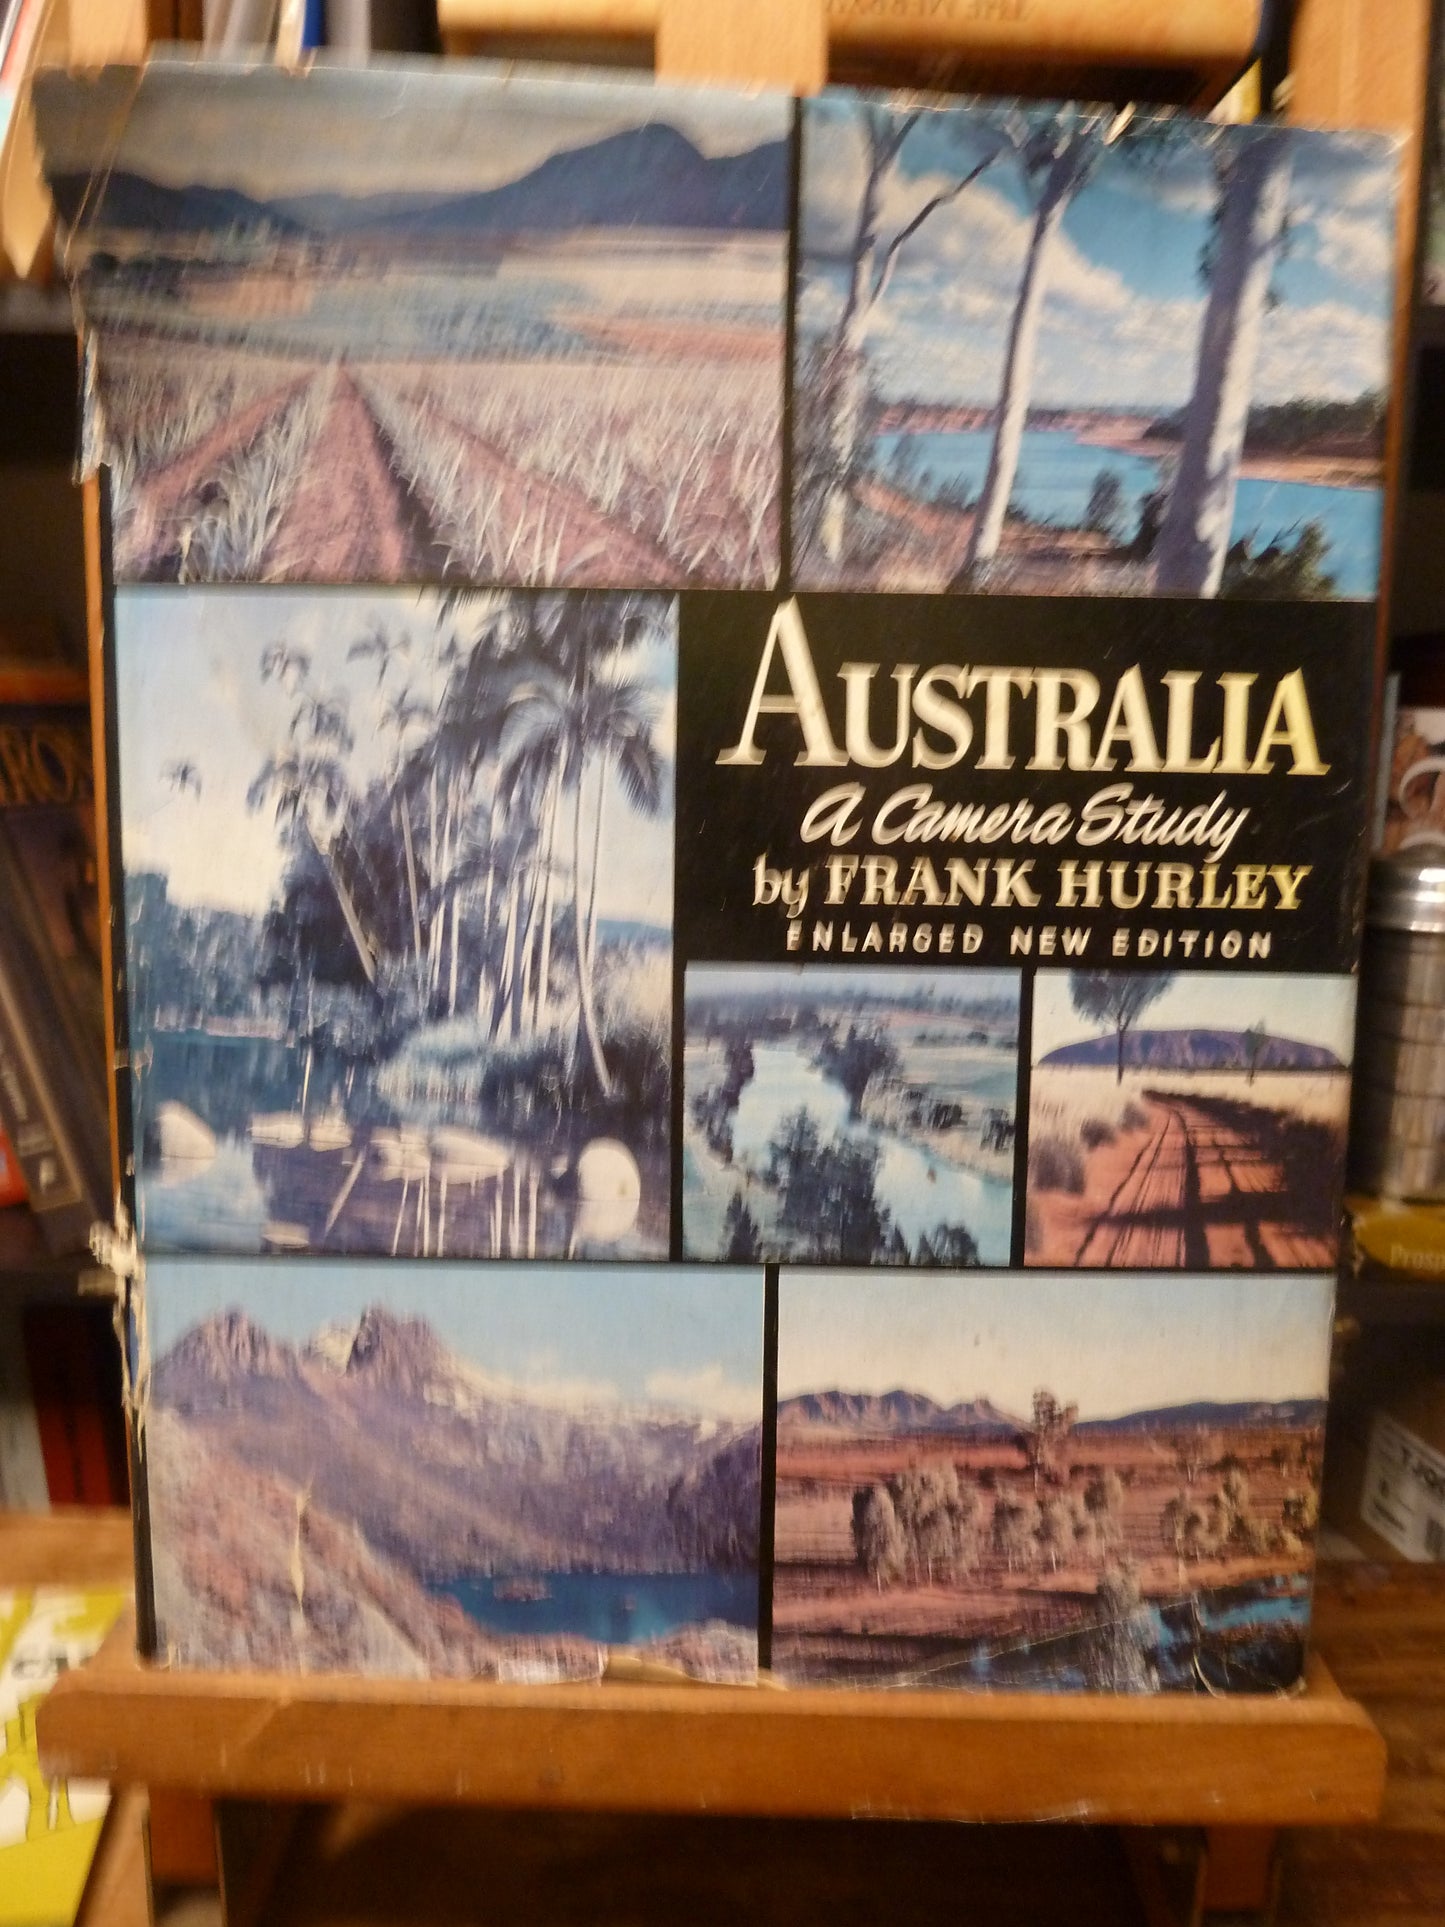 AUSTRALIA
A Camera Study
by FRANK HURLEY
ENLARGED NEW EDITION